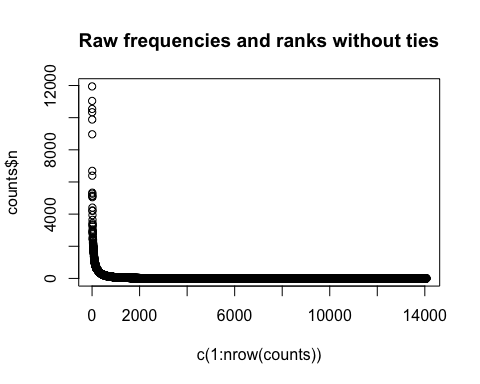 Raw frequencies and ranks without ties
counts$n
12000
8000
4000
0
0 2000 6000 10000 14000
c(1:nrow(counts))